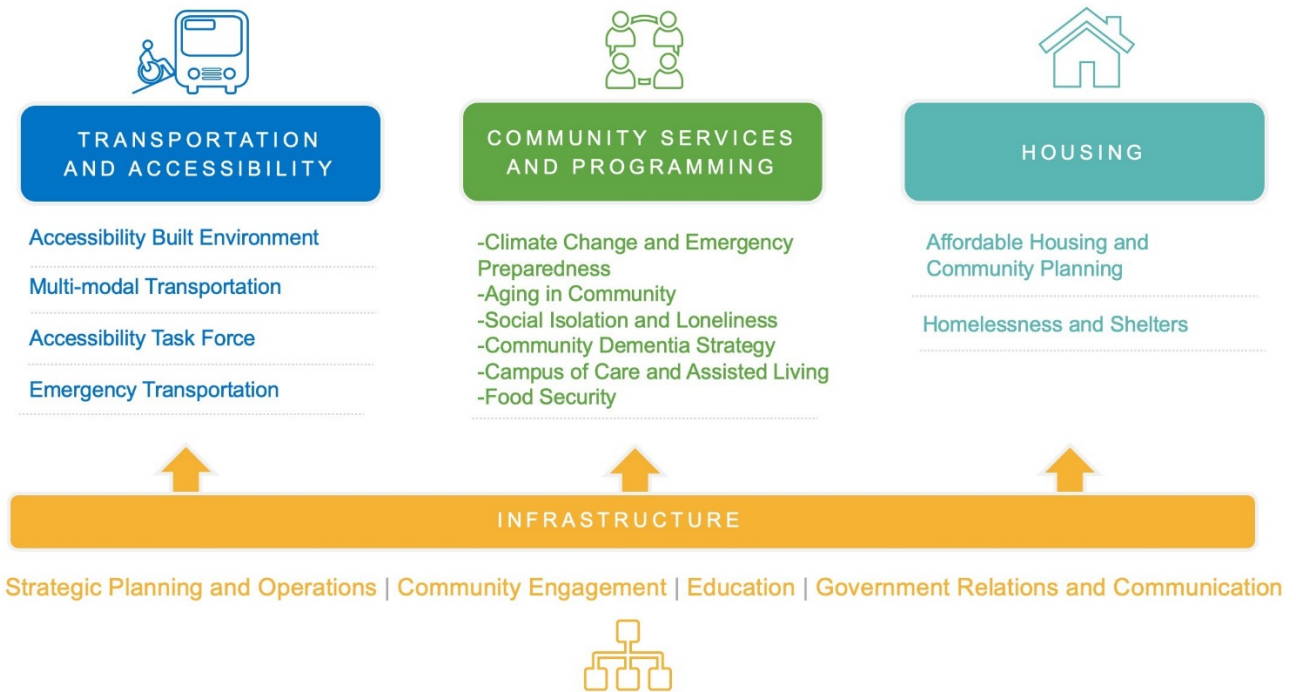 TRANSPORTATION
AND ACCESSIBILITY
Accessibility Built Environment
Multi-modal Transportation
Accessibility Task Force
Emergency Transportation
COMMUNITY SERVICES
AND PROGRAMMING
-Climate Change and Emergency
Preparedness
-Aging in Community
-Social Isolation and Loneliness
-Community Dementia Strategy
-Campus of Care and Assisted Living
-Food Security
HOUSING
Affordable Housing and
Community Planning
Homelessness and Shelters
INFRASTRUCTURE
Strategic Planning and Operations | Community Engagement | Education | Government Relations and Communication